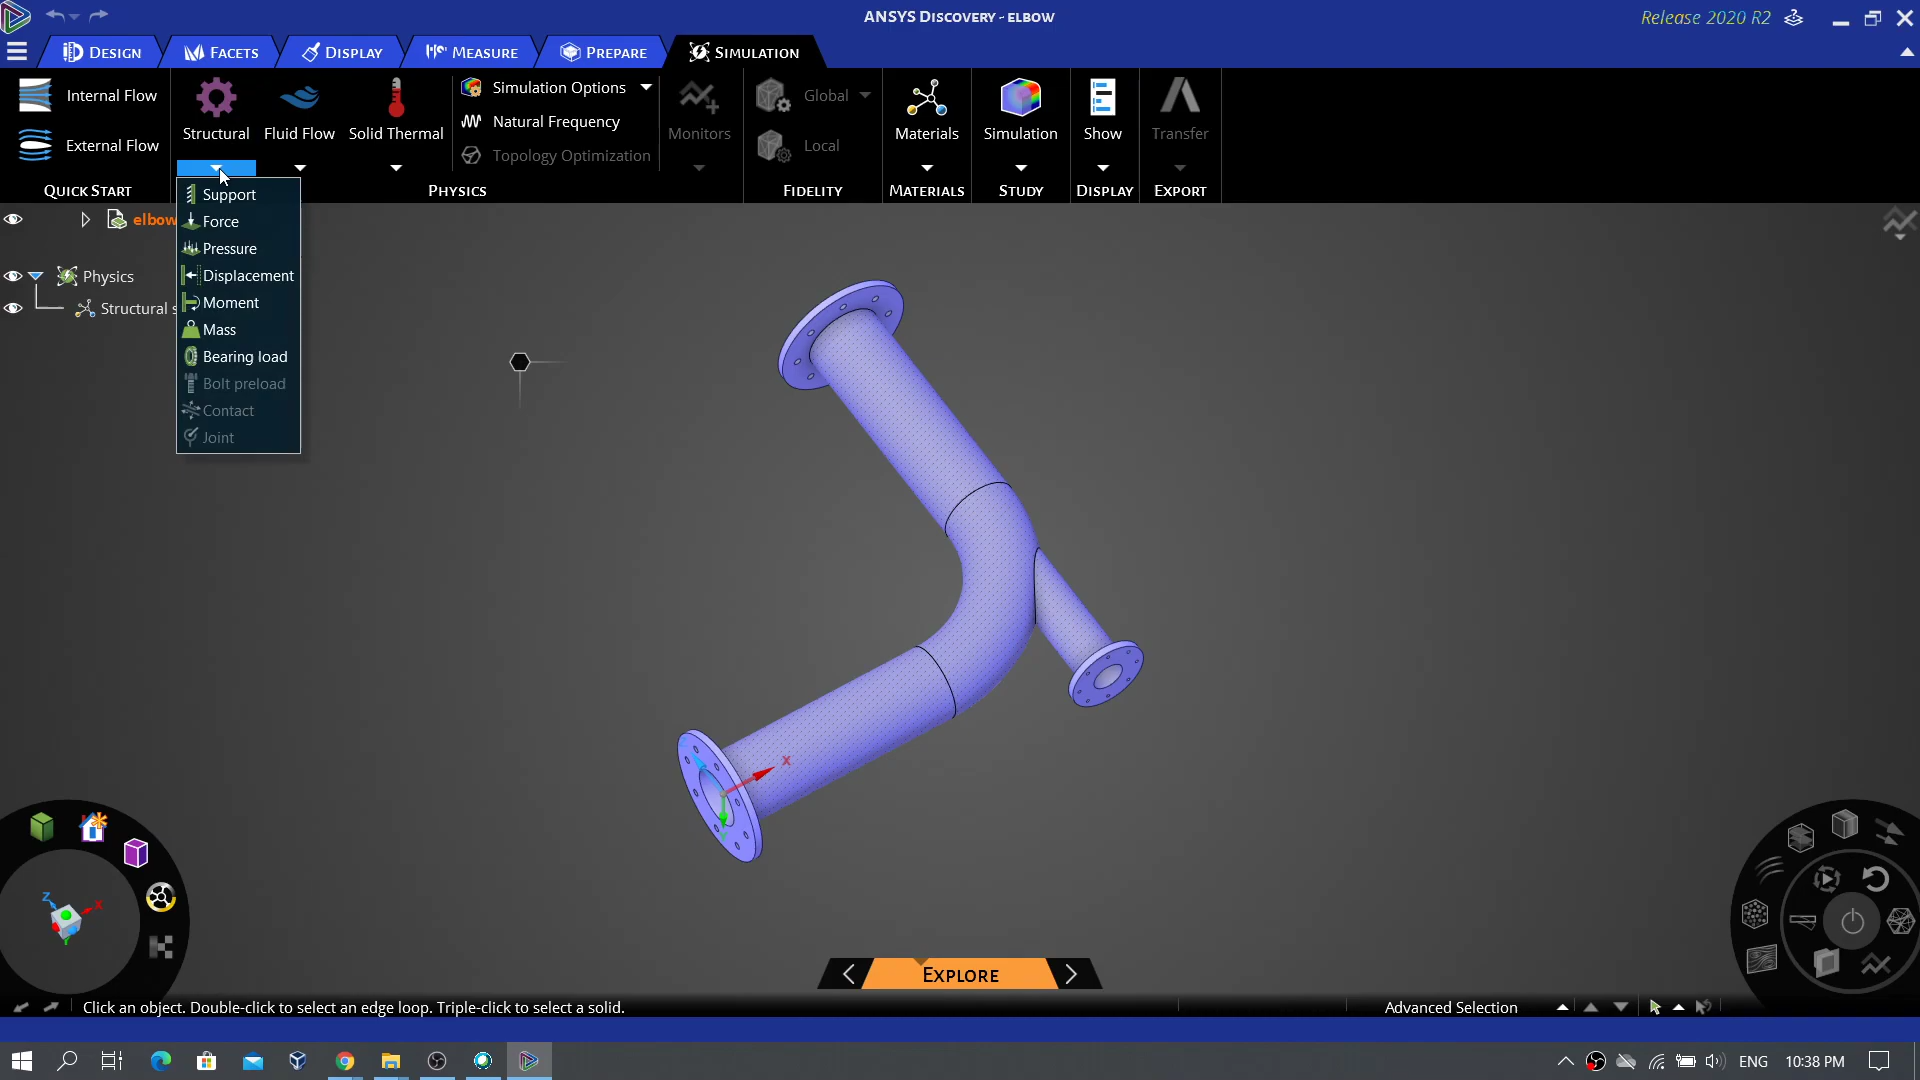 ANSYS Discovery - elbow
Release 2020 R2
Design
Facets
Display
Measure
Prepare
Simulation
Internal Flow
External Flow
Quick Start
Structural
Fluid Flow
Solid Thermal
Simulation Options
Natural Frequency
Topology Optimization
Physics
Monitors
Global
Local
Fidelity
Materials
Materials
Simulation
Study
Show
Display
Transfer
Export
elbow
Physics
Structural s
Support
Force
Pressure
Displacement
Moment
Mass
Bearing load
Bolt preload
Contact
Joint
X
Y
Z
X
Y
Explore
Click an object. Double-click to select an edge loop. Triple-click to select a solid.
Advanced Selection
ENG
10:38 PM